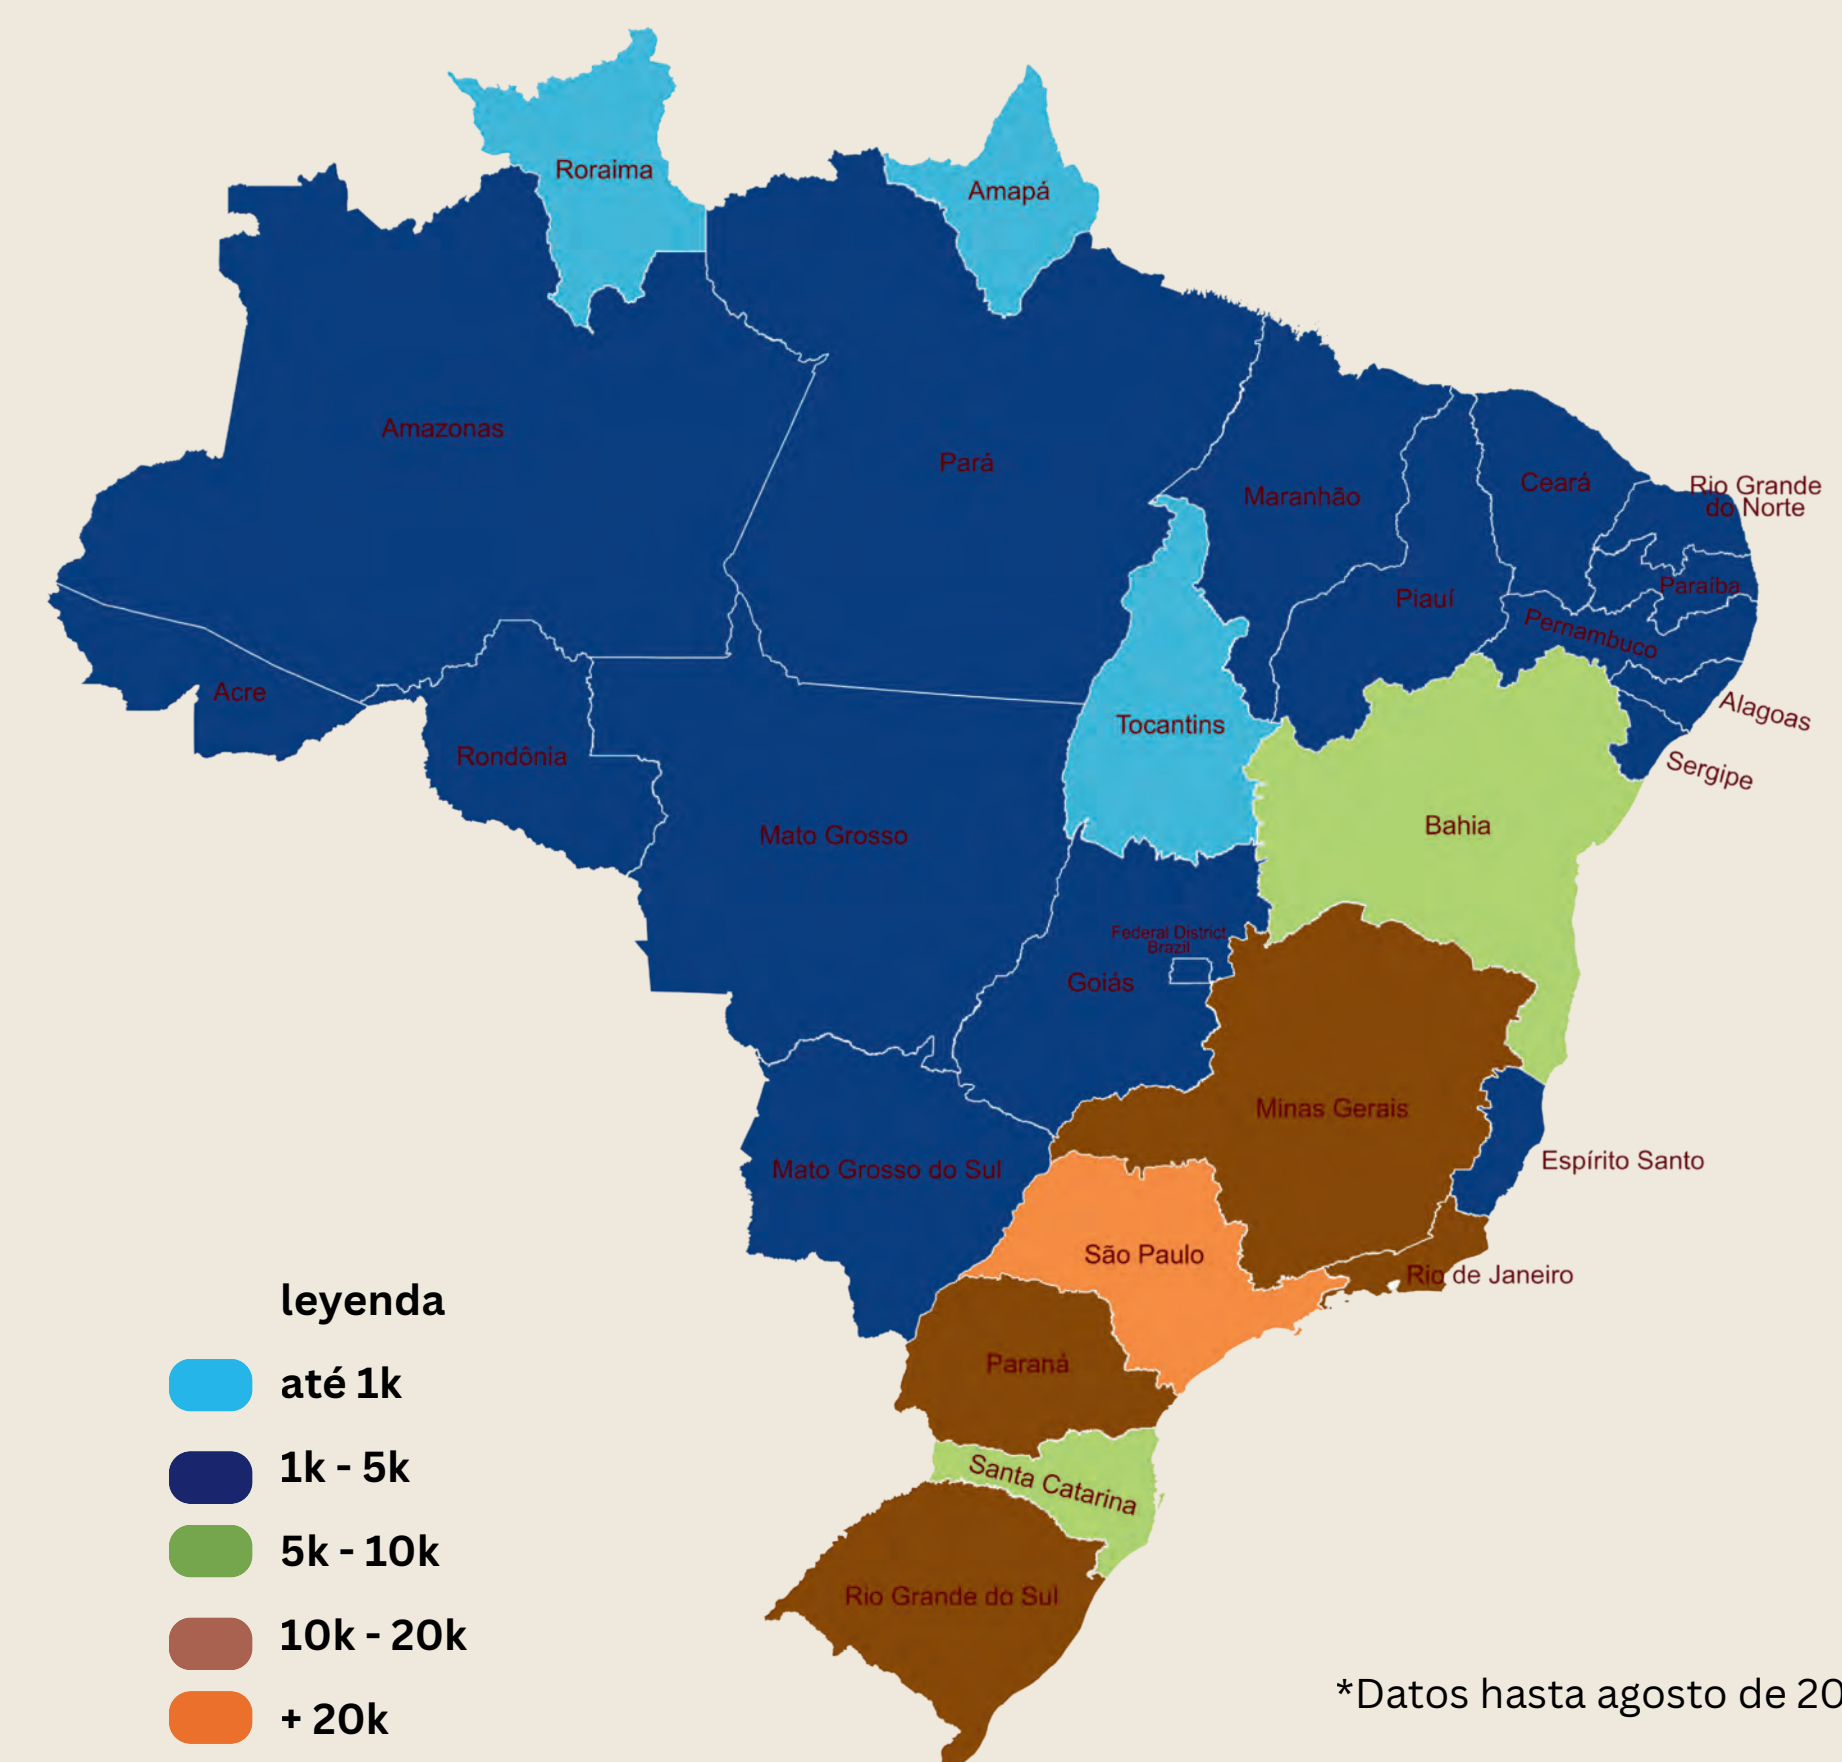 Roraima
Amapá
Amazonas
Pará
Maranhão
Ceará
Rio Grande
do Norte
Piauí
Paraíba
Pernambuco
Acre
Rondônia
Tocantins
Alagoas
Sergipe
Mato Grosso
Bahia
Federal District
Brazil
Goiás
Minas Gerais
Mato Grosso do Sul
Espírito Santo
São Paulo
Rio de Janeiro
Paraná
Santa Catarina
Rio Grande do Sul
leyenda
até 1k
1k - 5k
5k - 10k
10k - 20k
+ 20k
*Datos hasta agosto de 20